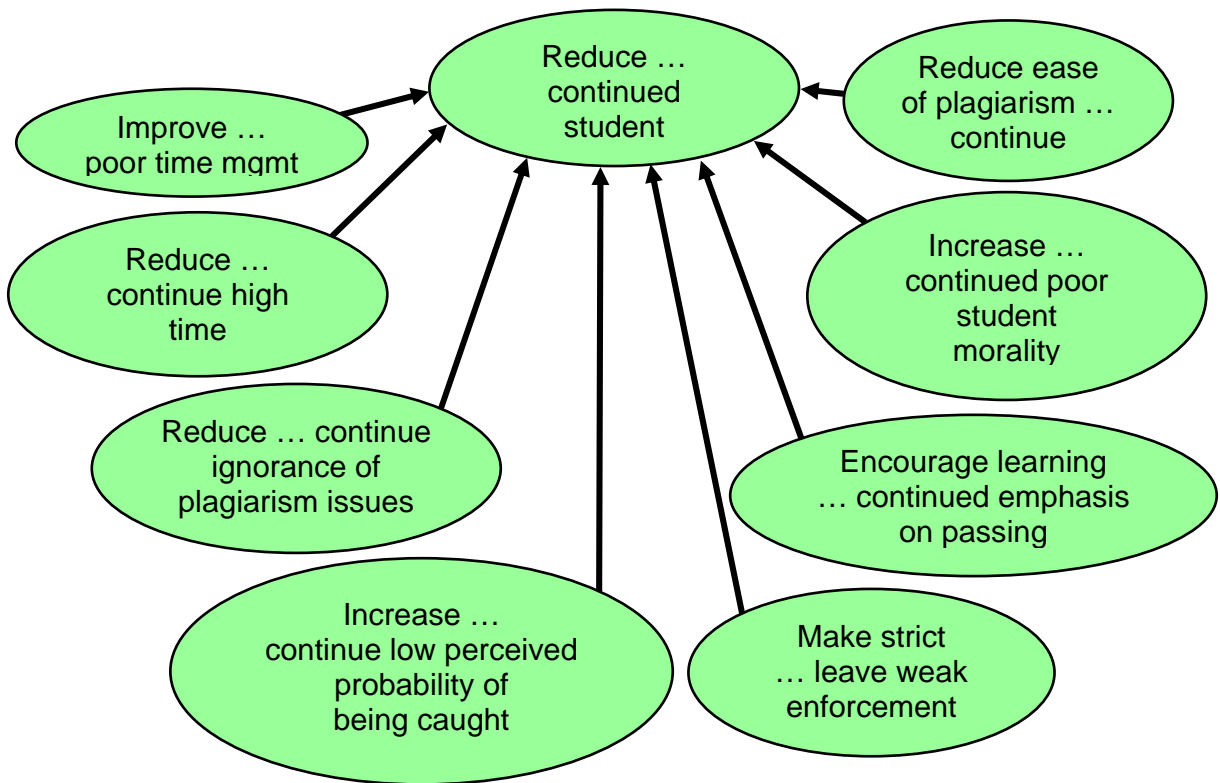 Reduce …
continued
student
Reduce ease
of plagiarism …
continue
Improve …
poor time mgmt
Reduce …
continue high
time
Increase …
continued poor
student
morality
Reduce … continue
ignorance of
plagiarism issues
Encourage learning
… continued emphasis
on passing
Increase …
continue low perceived
probability of
being caught
Make strict
… leave weak
enforcement